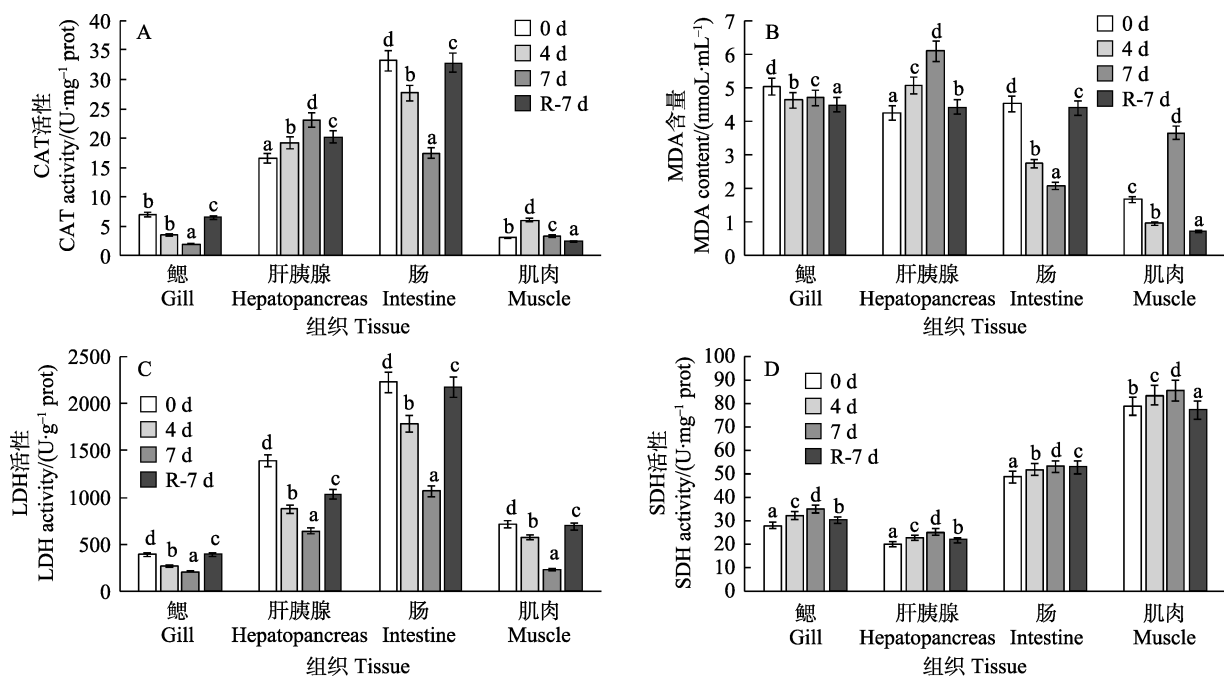 A
CAT活性
CAT activity/(U·mg⁻¹ prot)
40
35
30
25
20
15
10
5
0
0 d
4 d
7 d
R-7 d
b b a c
a b d c
d b a c
b d c a
鳃 肝胰腺 肠 肌肉
Gill Hepatopancreas Intestine Muscle
组织 Tissue
B
MDA含量
MDA content/(nmoL·mL⁻¹)
7
6
5
4
3
2
1
0
0 d
4 d
7 d
R-7 d
d b c a
a c d b
d b a c
c b d a
鳃 肝胰腺 肠 肌肉
Gill Hepatopancreas Intestine Muscle
组织 Tissue
C
LDH活性
LDH activity/(U·g⁻¹ prot)
2500
2000
1500
1000
500
0
0 d
4 d
7 d
R-7 d
d b a c
d b a c
d b a c
d b a c
鳃 肝胰腺 肠 肌肉
Gill Hepatopancreas Intestine Muscle
组织 Tissue
D
SDH活性
SDH activity/(U·mg⁻¹ prot)
100
90
80
70
60
50
40
30
20
10
0
0 d
4 d
7 d
R-7 d
a c d b
a c d b
a b d c
b c d a
鳃 肝胰腺 肠 肌肉
Gill Hepatopancreas Intestine Muscle
组织 Tissue